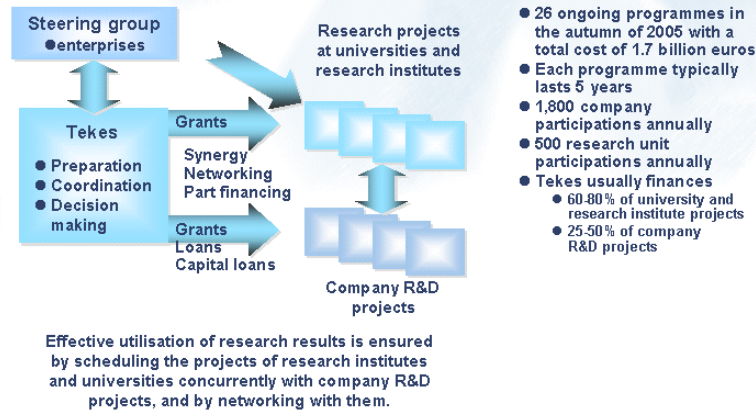 Steering group
●enterprises
Research projects
at universities and
research institutes
Tekes
● Preparation
● Coordination
● Decision
making
Grants
Synergy
Networking
Part financing
Grants
Loans
Capital loans
Company R&D
projects
Effective utilisation of research results is ensured
by scheduling the projects of research institutes
and universities concurrently with company R&D
projects, and by networking with them.
● 26 ongoing programmes in
the autumn of 2005 with a
total cost of 1.7 billion euros
● Each programme typically
lasts 5 years
● 1,800 company
participations annually
● 500 research unit
participations annually
● Tekes usually finances
● 60-80% of university and
research institute projects
● 25-50% of company
R&D projects